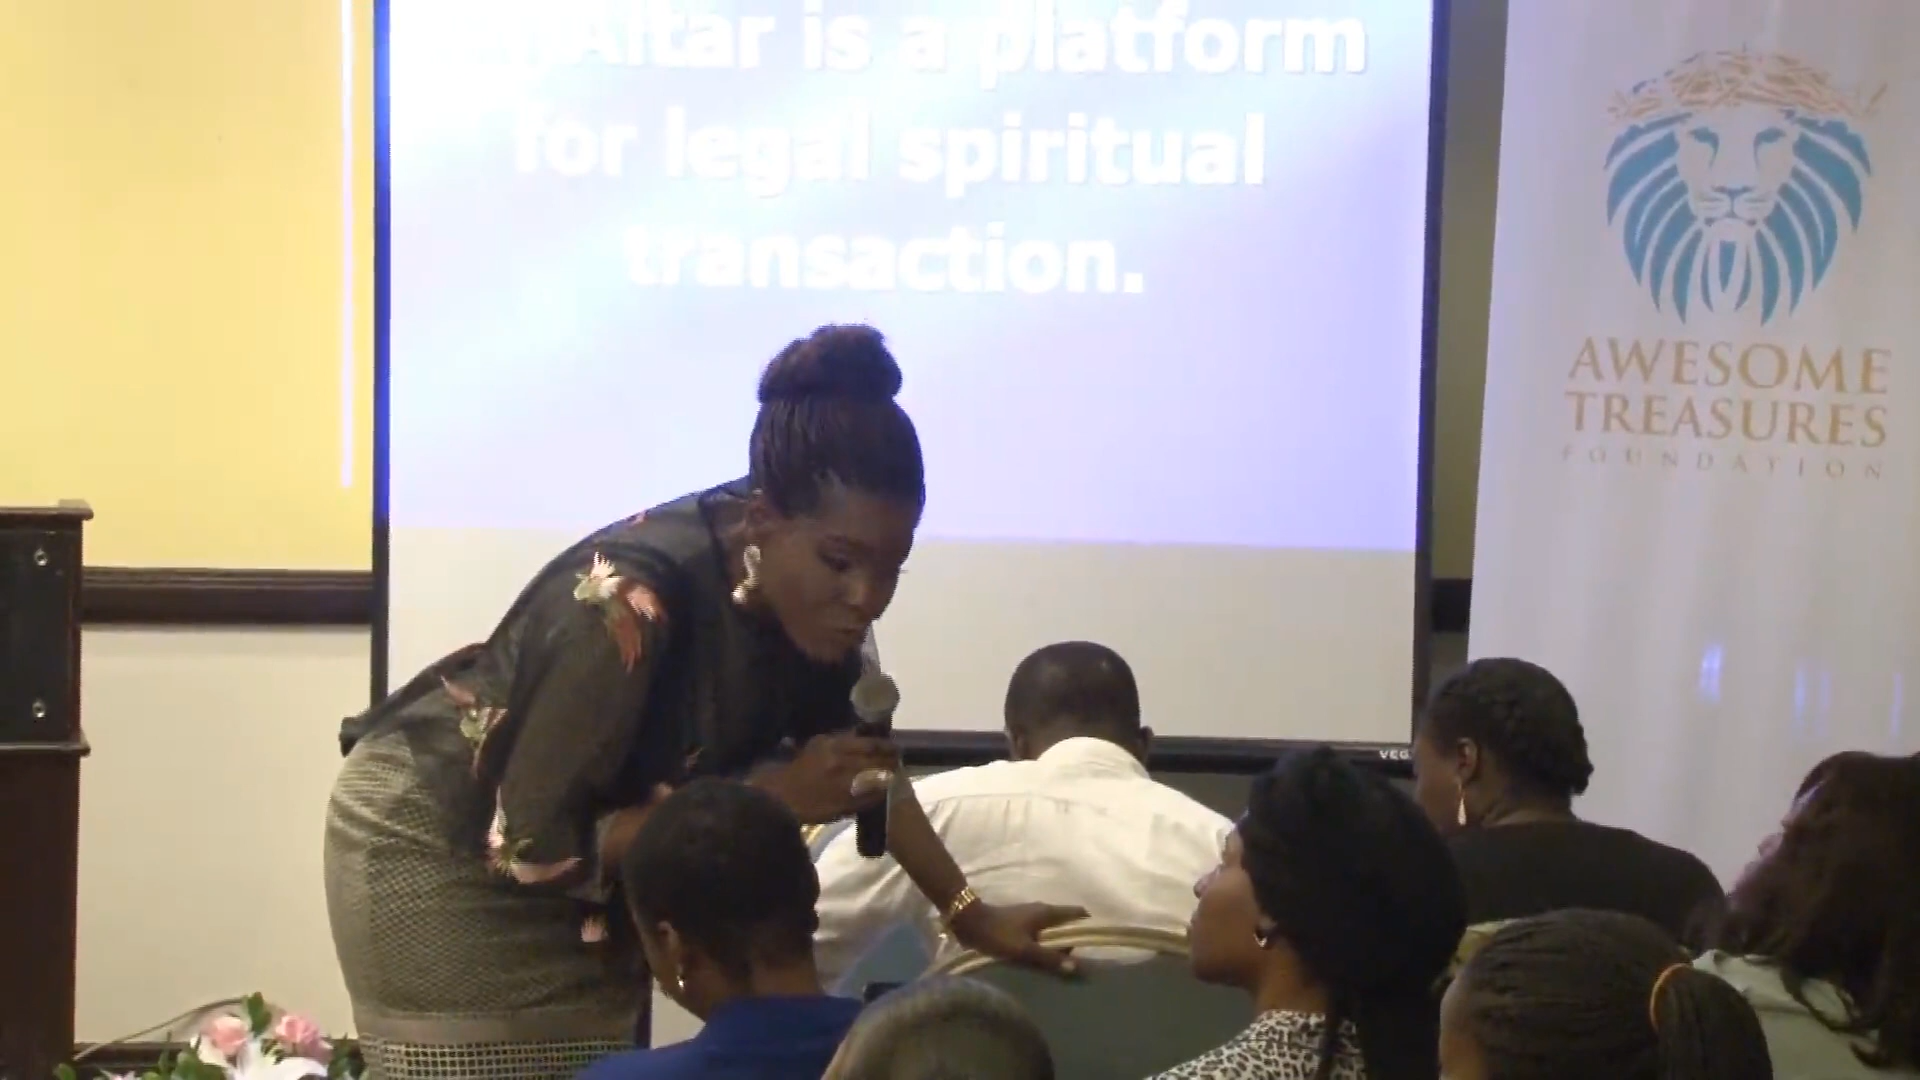 Altar is a platform
for legal spiritual
transaction.
AWESOME
TREASURES
FOUNDATION